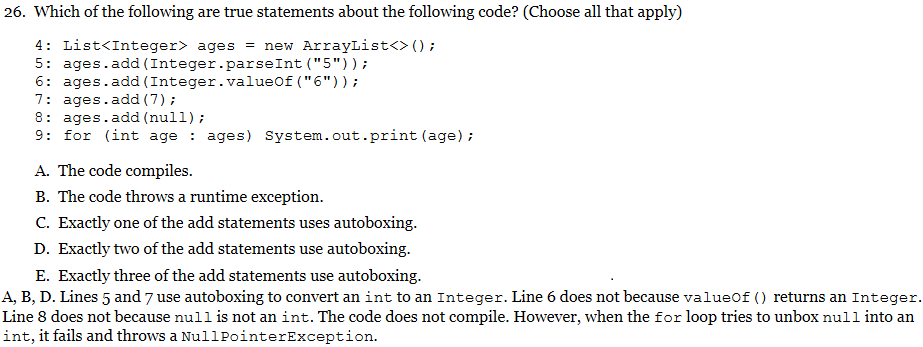 26. Which of the following are true statements about the following code? (Choose all that apply)
4: List<Integer> ages = new ArrayList<>();
5: ages.add(Integer.parseInt("5"));
6: ages.add(Integer.valueOf("6"));
7: ages.add(7);
8: ages.add(null);
9: for (int age : ages) System.out.print(age);
A. The code compiles.
B. The code throws a runtime exception.
C. Exactly one of the add statements uses autoboxing.
D. Exactly two of the add statements use autoboxing.
E. Exactly three of the add statements use autoboxing.
A, B, D. Lines 5 and 7 use autoboxing to convert an int to an Integer. Line 6 does not because valueOf() returns an Integer.
Line 8 does not because null is not an int. The code does not compile. However, when the for loop tries to unbox null into an
int, it fails and throws a NullPointerException.